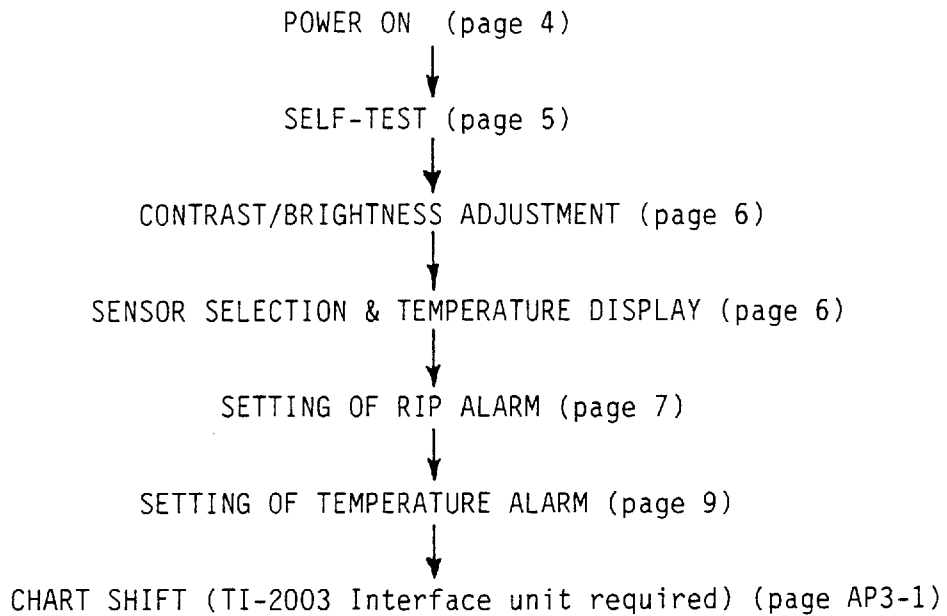 POWER ON (page 4)
SELF-TEST (page 5)
CONTRAST/BRIGHTNESS ADJUSTMENT (page 6)
SENSOR SELECTION & TEMPERATURE DISPLAY (page 6)
SETTING OF RIP ALARM (page 7)
SETTING OF TEMPERATURE ALARM (page 9)
CHART SHIFT (TI-2003 Interface unit required) (page AP3-1)